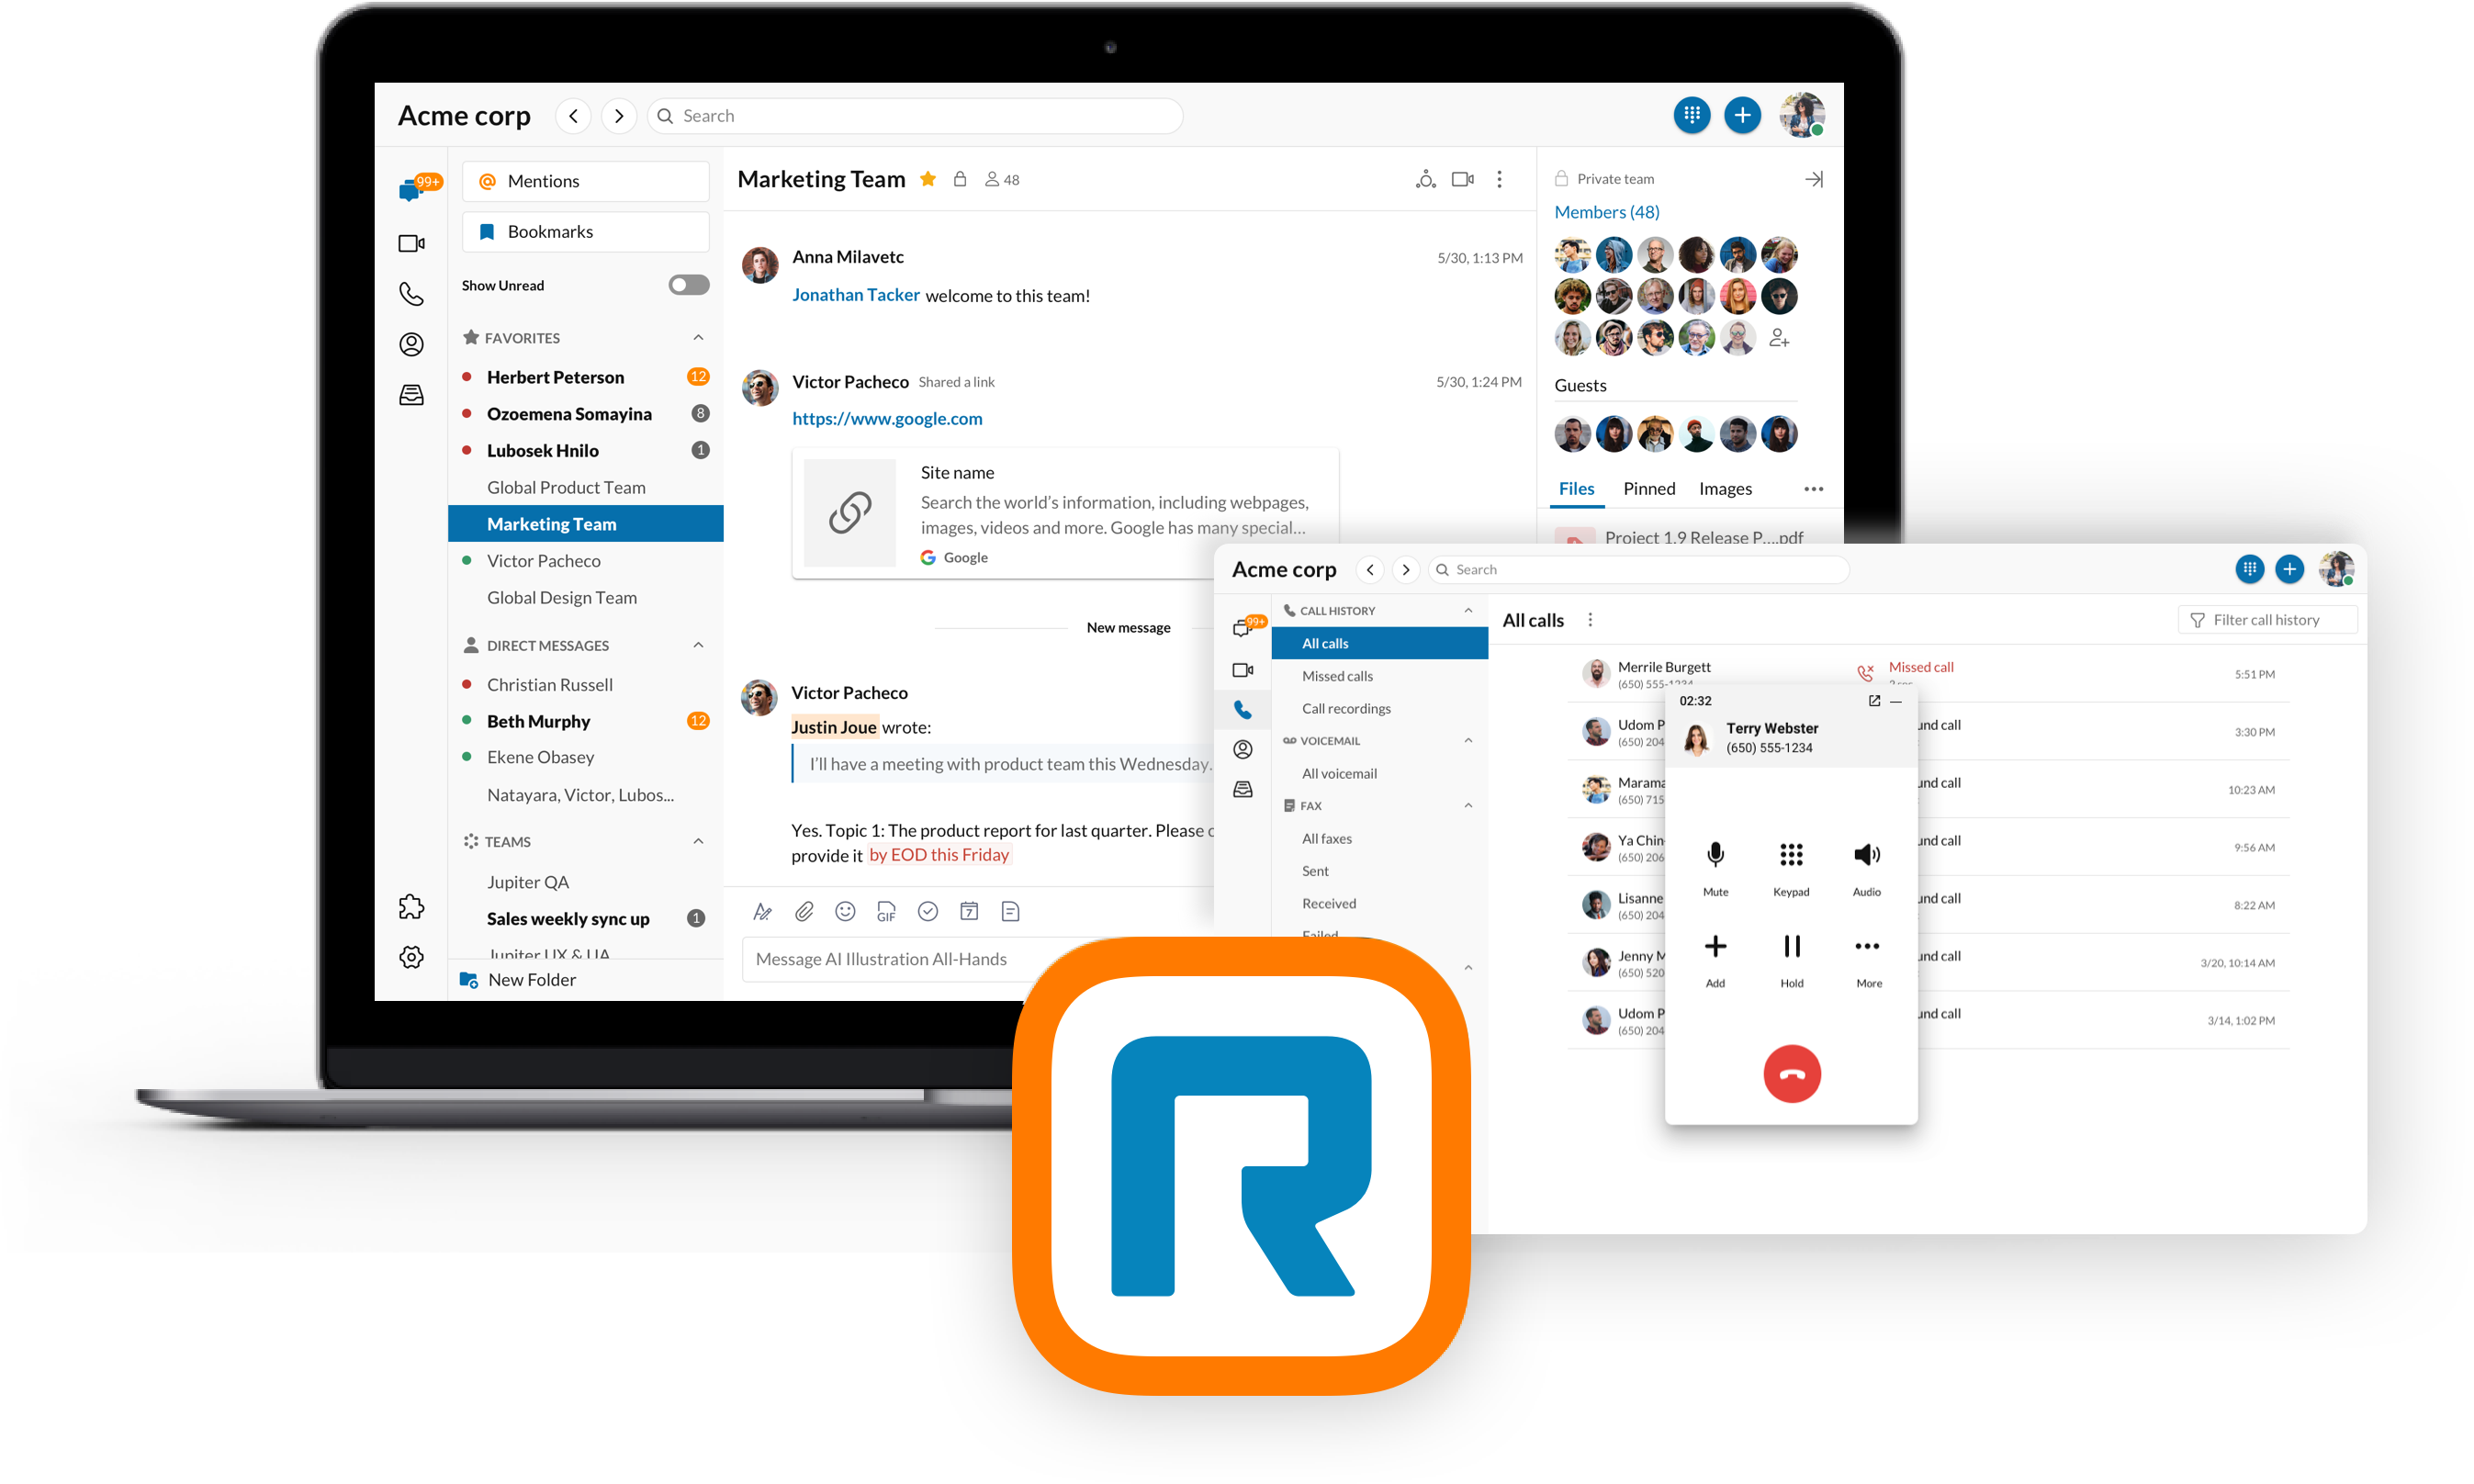 Acme corp
Search
99+
Mentions
Bookmarks
Show Unread
FAVORITES
Herbert Peterson 12
Ozoemena Somayina 8
Lubosek Hnilo 1
Global Product Team
Marketing Team
Victor Pacheco
Global Design Team
DIRECT MESSAGES
Christian Russell
Beth Murphy 12
Ekene Obasey
Natayara, Victor, Lubos...
TEAMS
Jupiter QA
Sales weekly sync up 1
Jupiter UX & UA
New Folder
Marketing Team 48
Anna Milavetc 5/30, 1:13 PM
Jonathan Tacker welcome to this team!
Victor Pacheco Shared a link 5/30, 1:24 PM
https://www.google.com
Site name
Search the world’s information, including webpages,
images, videos and more. Google has many special...
Google
New message
Victor Pacheco
Justin Joue wrote:
I’ll have a meeting with product team this Wednesday.
Yes. Topic 1: The product report for last quarter. Please
provide it by EOD this Friday
GIF
7
Message AI Illustration All-Hands
Private team
Members (48)
Guests
Files Pinned Images
Project 1.9 Release P....pdf
Acme corp
Search
99+
CALL HISTORY
All calls
Missed calls
Call recordings
VOICEMAIL
All voicemail
FAX
All faxes
Sent
Received
Failed
All calls
Filter call history
Merrile Burgett Missed call 5:51 PM
(650) 555-1234
Udom P und call 3:30 PM
(650) 204
Marama und call 10:23 AM
(650) 715
Ya Chin und call 9:56 AM
(650) 206
Lisanne und call 8:22 AM
(650) 204
Jenny M und call 3/20, 10:14 AM
(650) 520
Udom P und call 3/14, 1:02 PM
(650) 204
02:32
Terry Webster
(650) 555-1234
Mute Keypad Audio
Add Hold More
R